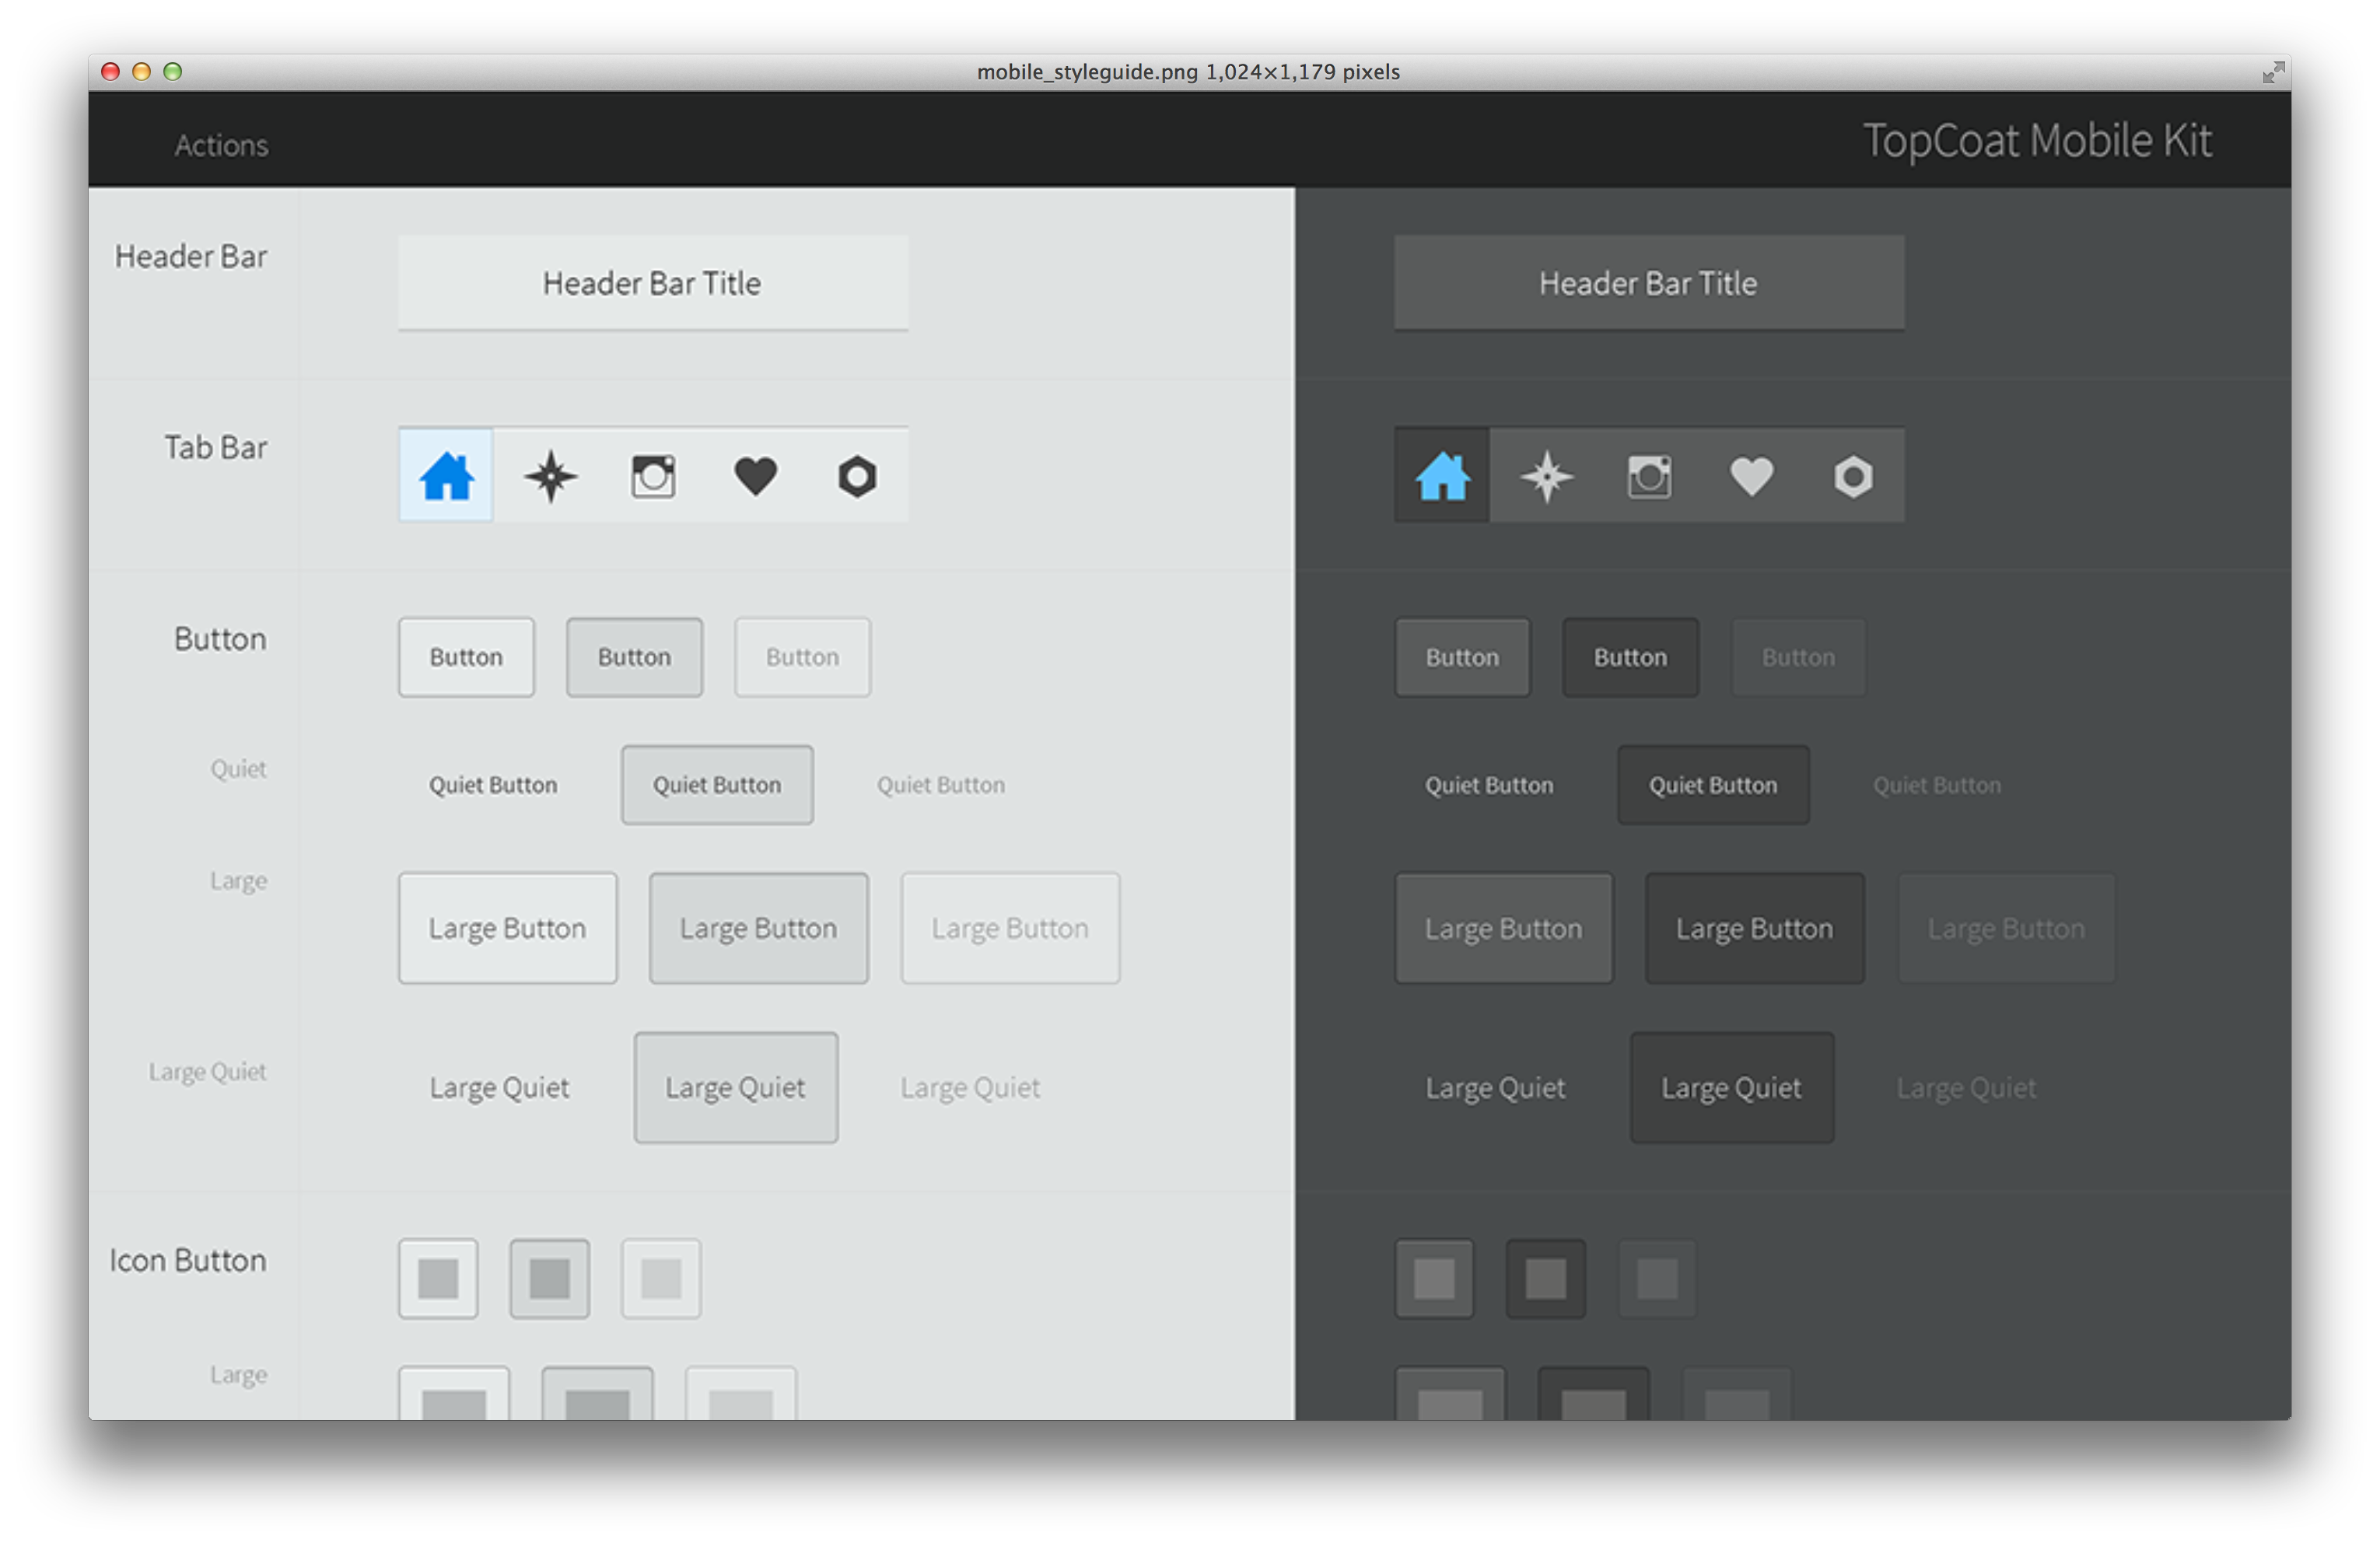 mobile_styleguide.png 1,024×1,179 pixels
Actions
TopCoat Mobile Kit
Header Bar
Header Bar Title
Header Bar Title
Tab Bar
Button
Button Button Button
Button Button Button
Quiet
Quiet Button Quiet Button Quiet Button
Quiet Button Quiet Button Quiet Button
Large
Large Button Large Button Large Button
Large Button Large Button Large Button
Large Quiet
Large Quiet Large Quiet Large Quiet
Large Quiet Large Quiet Large Quiet
Icon Button
Large